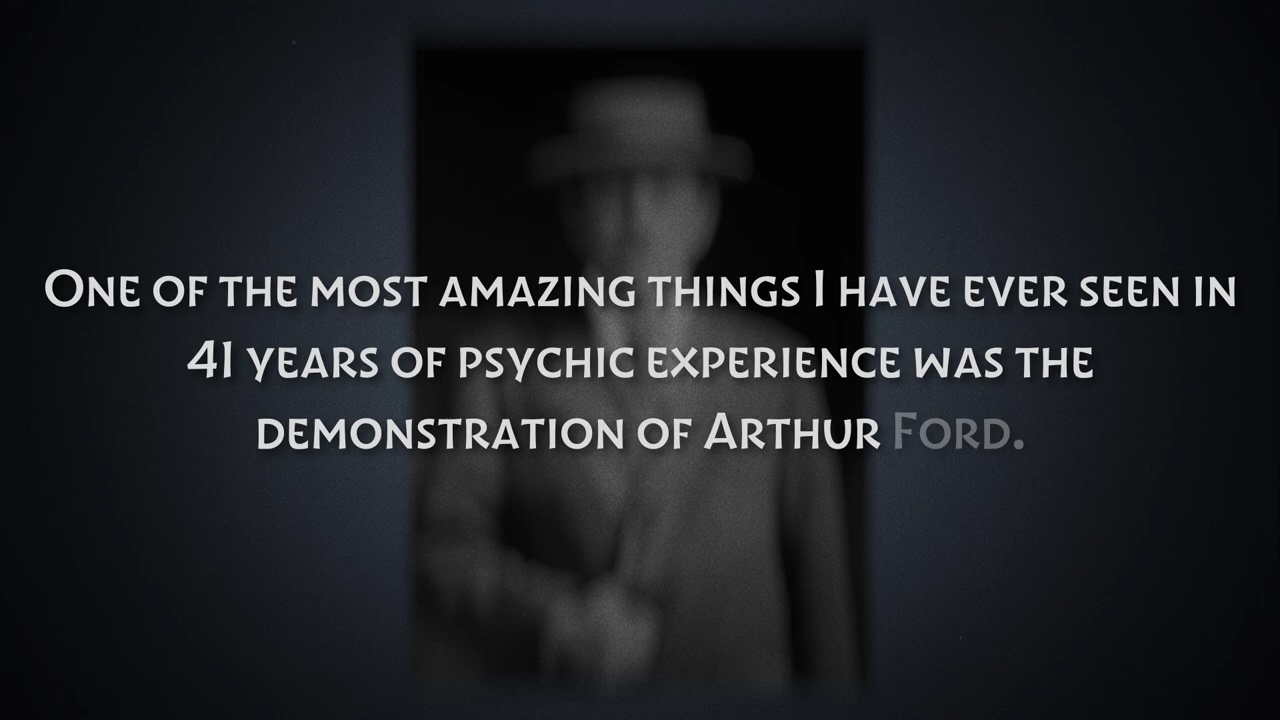 One of the most amazing things I have ever seen in
41 years of psychic experience was the
demonstration of Arthur Ford.